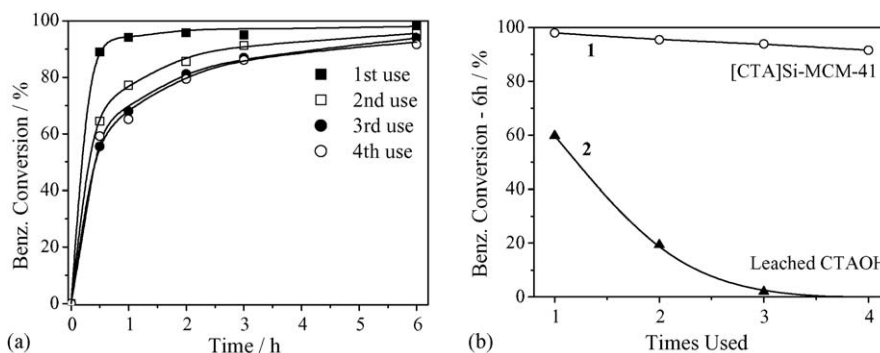 Benz. Conversion / %
100
80
60
40
20
0
1st use
2nd use
3rd use
4th use
0 1 2 3 4 5 6
Time / h
(a)
Benz. Conversion - 6h / %
100
80
60
40
20
0
1
[CTA]Si-MCM-41
2
Leached CTAOH
1 2 3 4
Times Used
(b)